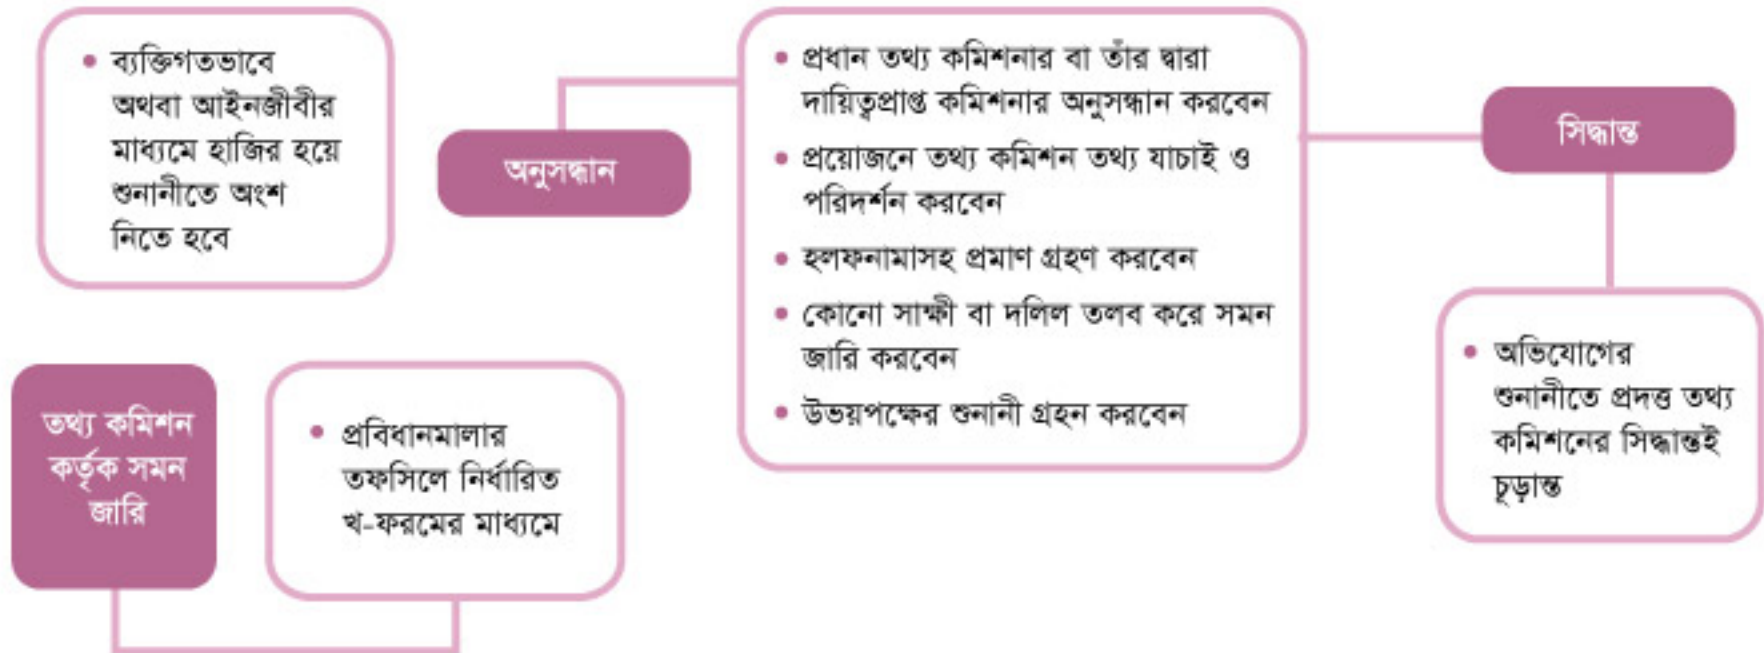 ব্যক্তিগতভাবে
অথবা আইনজীবীর
মাধ্যমে হাজির হয়ে
শুনানীতে অংশ
নিতে হবে
অনুসন্ধান
প্রধান তথ্য কমিশনার বা তাঁর দ্বারা
দায়িত্বপ্রাপ্ত কমিশনার অনুসন্ধান করবেন
প্রয়োজনে তথ্য কমিশন তথ্য যাচাই ও
পরিদর্শন করবেন
হলফনামাসহ প্রমাণ গ্রহণ করবেন
কোনো সাক্ষী বা দলিল তলব করে সমন
জারি করবেন
উভয়পক্ষের শুনানী গ্রহন করবেন
সিদ্ধান্ত
অভিযোগের
শুনানীতে প্রদত্ত তথ্য
কমিশনের সিদ্ধান্তই
চূড়ান্ত
তথ্য কমিশন
কর্তৃক সমন
জারি
প্রবিধানমালার
তফসিলে নির্ধারিত
খ-ফরমের মাধ্যমে